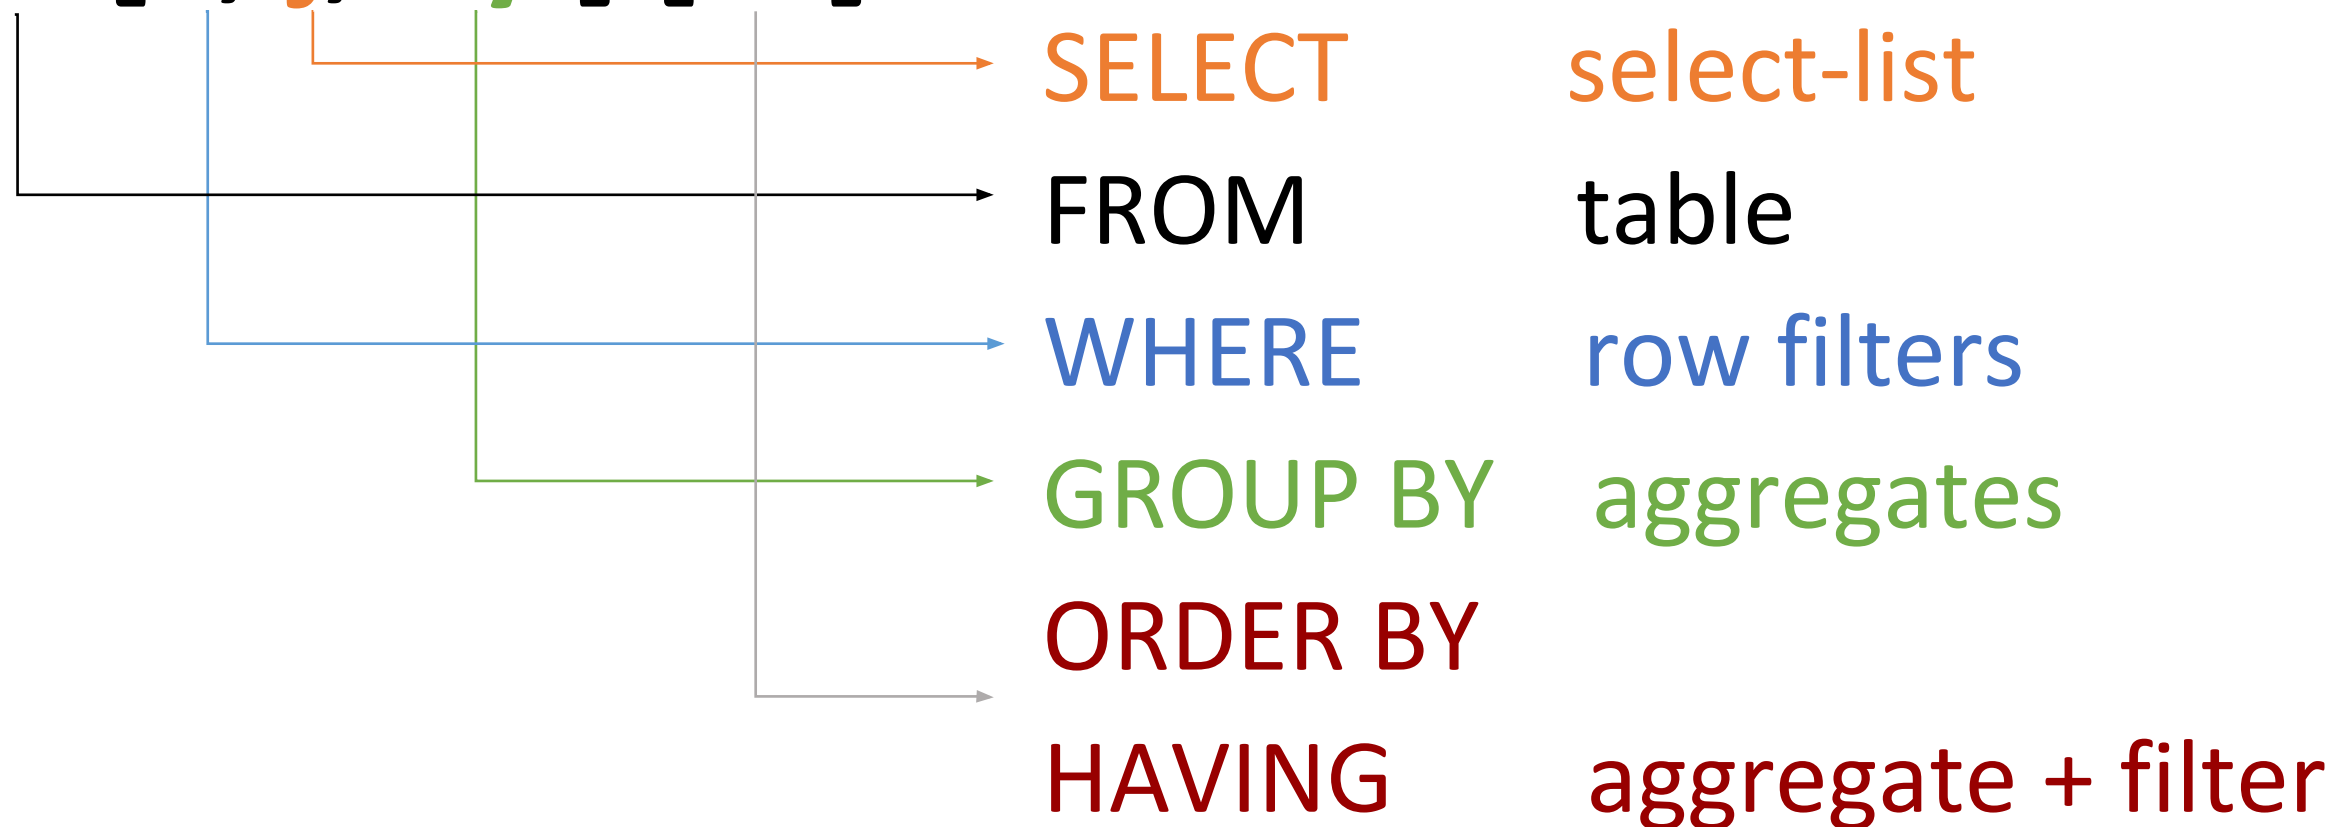 SELECT select-list
FROM table
WHERE row filters
GROUP BY aggregates
ORDER BY
HAVING aggregate + filter